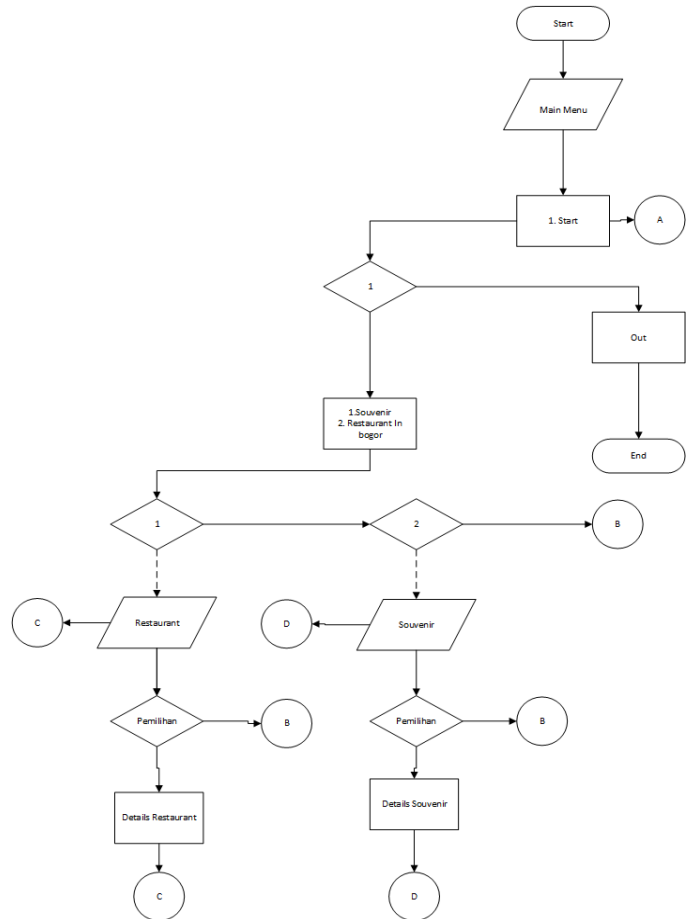 Start
Main Menu
1. Start
A
1
Out
1.Souvenir
2. Restaurant In
bogor
End
1
2
B
C
Restaurant
D
Souvenir
Pemilihan
B
Pemilihan
B
Details Restaurant
Details Souvenir
C
D